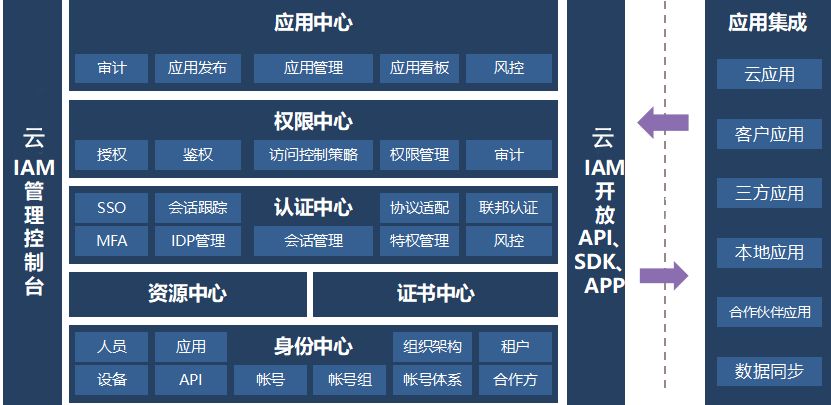 云
IAM
管
理
控
制
台
应用中心
审计 应用发布 应用管理 应用看板 风控
权限中心
授权 鉴权 访问控制策略 权限管理 审计
SSO 会话跟踪 认证中心 协议适配 联邦认证
MFA IDP管理 会话管理 特权管理 风控
资源中心 证书中心
人员 应用 身份中心 组织架构 租户
设备 API 帐号 帐号组 帐号体系 合作方
云
IAM
开
放
API、
SDK、
APP
应用集成
云应用
客户应用
三方应用
本地应用
合作伙伴应用
数据同步